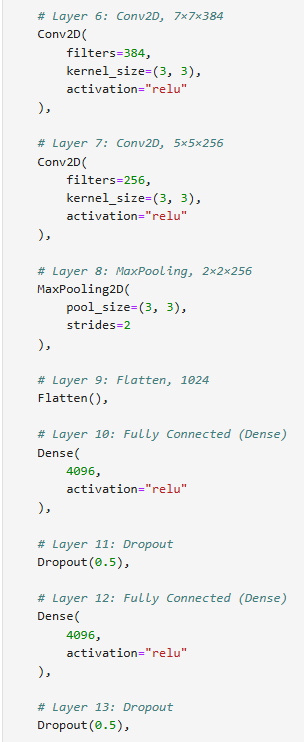 # Layer 6: Conv2D, 7×7×384
Conv2D(
    filters=384,
    kernel_size=(3, 3),
    activation="relu"
),
# Layer 7: Conv2D, 5×5×256
Conv2D(
    filters=256,
    kernel_size=(3, 3),
    activation="relu"
),
# Layer 8: MaxPooling, 2×2×256
MaxPooling2D(
    pool_size=(3, 3),
    strides=2
),
# Layer 9: Flatten, 1024
Flatten(),
# Layer 10: Fully Connected (Dense)
Dense(
    4096,
    activation="relu"
),
# Layer 11: Dropout
Dropout(0.5),
# Layer 12: Fully Connected (Dense)
Dense(
    4096,
    activation="relu"
),
# Layer 13: Dropout
Dropout(0.5),